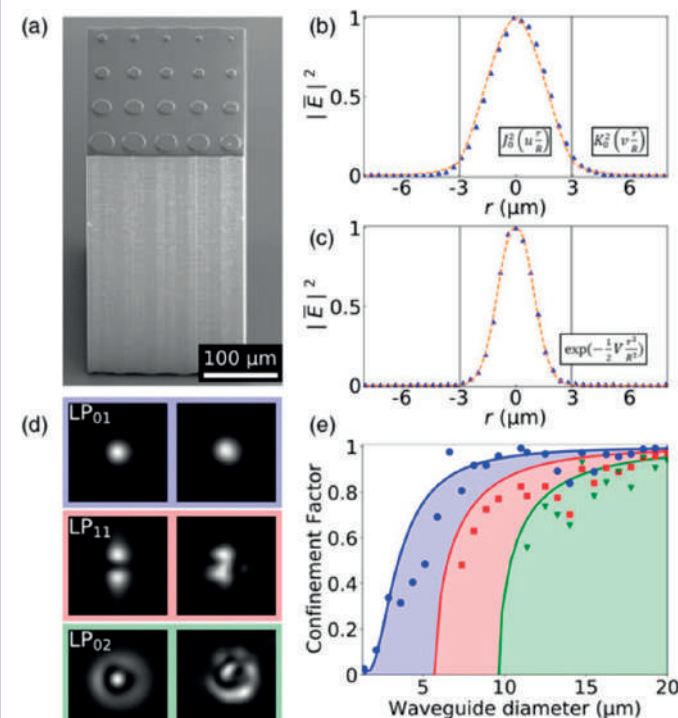 (a)
100 μm
(b)
|E̅|²
1
0.5
0
J₀²(u r/R)
K₀²(v r/R)
-6
-3
0
3
6
r (μm)
(c)
|E̅|²
1
0.5
0
exp(-½V r²/R²)
-6
-3
0
3
6
r (μm)
(d)
LP₀₁
LP₁₁
LP₀₂
(e)
Confinement Factor
1
0.8
0.6
0.4
0.2
0
5
10
15
20
Waveguide diameter (μm)